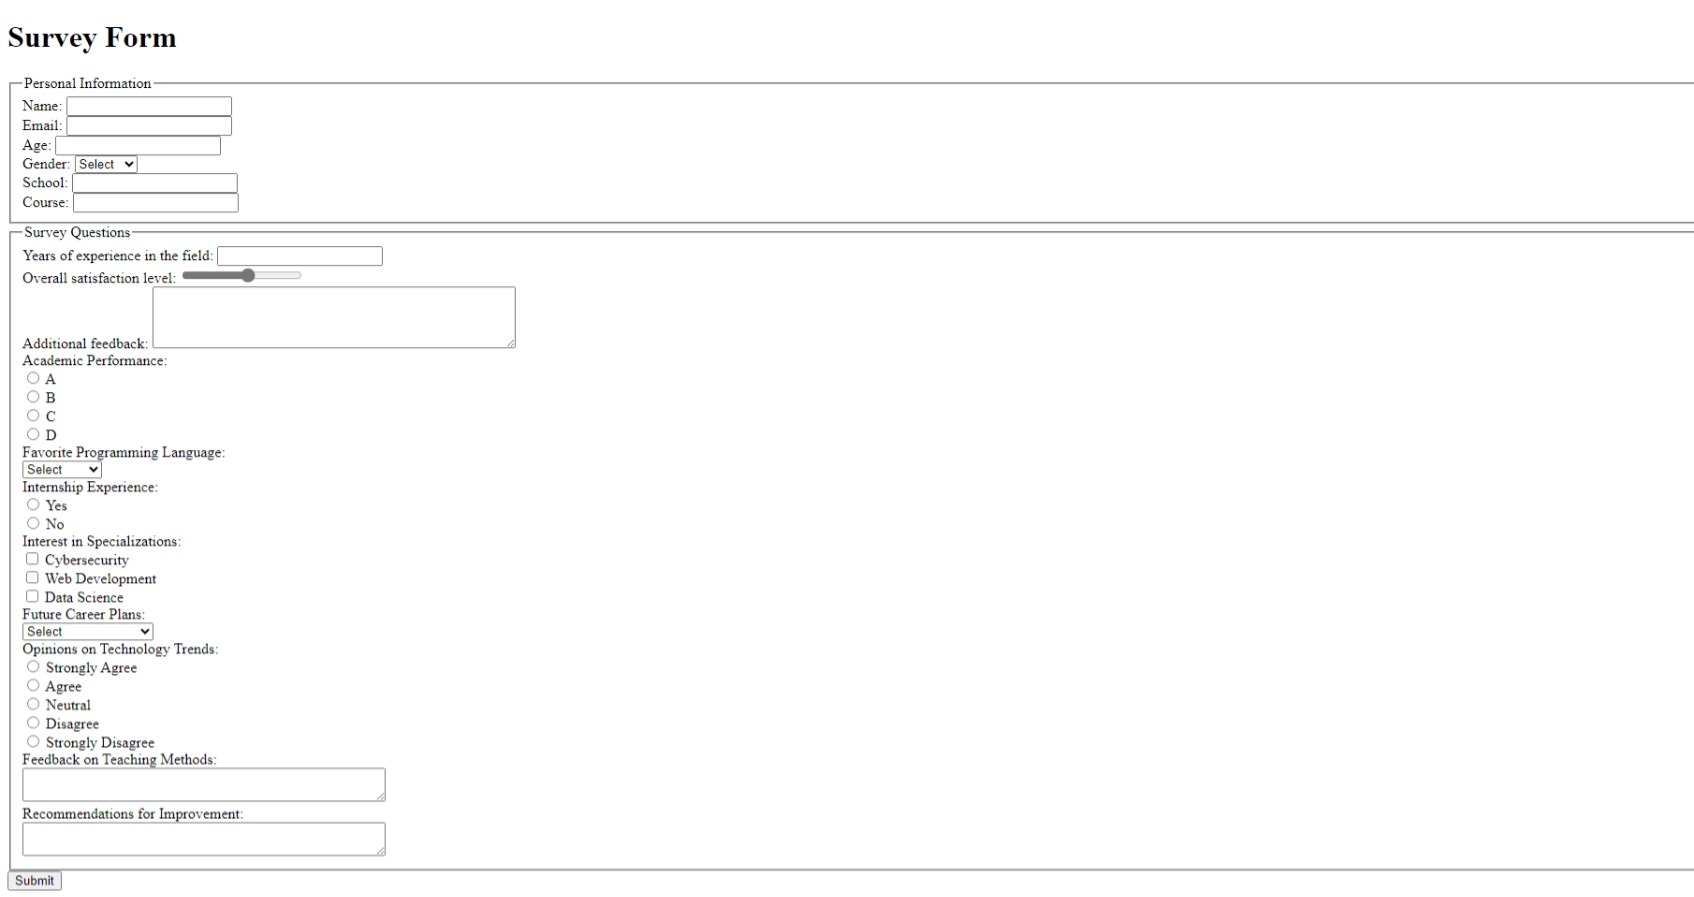 Survey Form
Personal Information
Name:
Email:
Age:
Gender: Select
School:
Course:
Survey Questions
Years of experience in the field:
Overall satisfaction level:
Additional feedback:
Academic Performance:
A
B
C
D
Favorite Programming Language:
Select
Internship Experience:
Yes
No
Interest in Specializations:
Cybersecurity
Web Development
Data Science
Future Career Plans:
Select
Opinions on Technology Trends:
Strongly Agree
Agree
Neutral
Disagree
Strongly Disagree
Feedback on Teaching Methods:
Recommendations for Improvement:
Submit